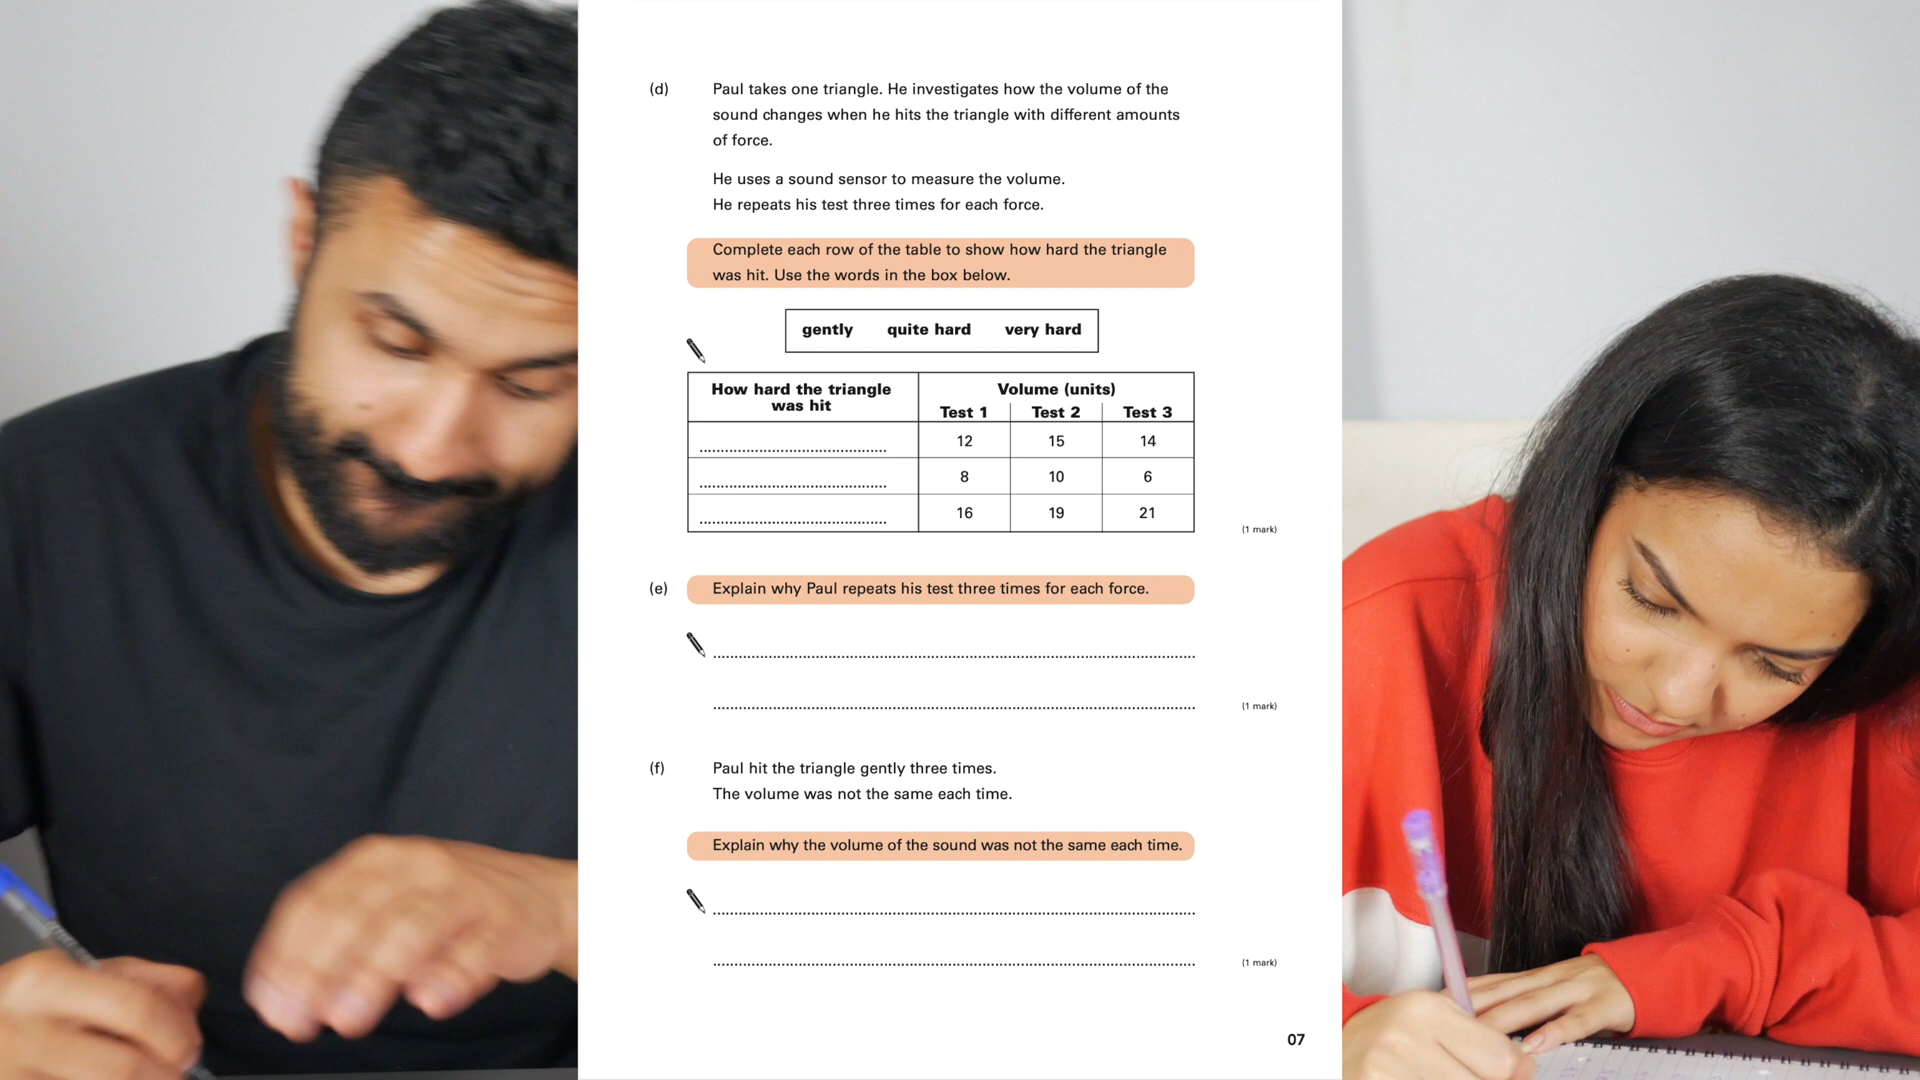 (d) Paul takes one triangle. He investigates how the volume of the
sound changes when he hits the triangle with different amounts
of force.
He uses a sound sensor to measure the volume.
He repeats his test three times for each force.
Complete each row of the table to show how hard the triangle
was hit. Use the words in the box below.
gently quite hard very hard
How hard the triangle
was hit
Volume (units)
Test 1 Test 2 Test 3
12 15 14
8 10 6
16 19 21
(1 mark)
(e) Explain why Paul repeats his test three times for each force.
(1 mark)
(f) Paul hit the triangle gently three times.
The volume was not the same each time.
Explain why the volume of the sound was not the same each time.
(1 mark)
07